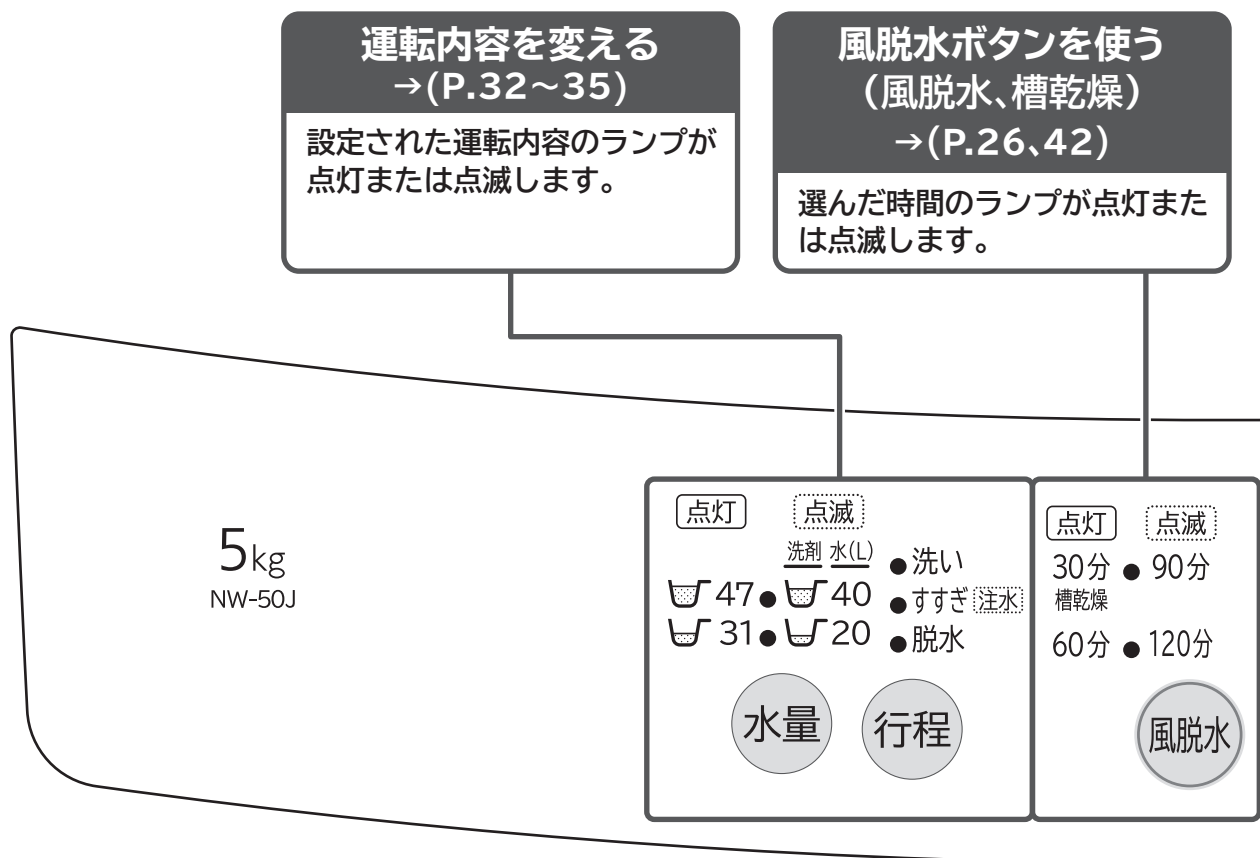 運転内容を変える
→(P.32～35)
設定された運転内容のランプが
点灯または点滅します。
風脱水ボタンを使う
(風脱水、槽乾燥)
→(P.26、42)
選んだ時間のランプが点灯また
は点滅します。
5kg
NW-50J
点灯 点滅
洗剤 水(L)
47 ● 40
31 ● 20
●洗い
●すすぎ 注水
●脱水
水量 行程
点灯 点滅
30分 ● 90分
槽乾燥
60分 ● 120分
風脱水